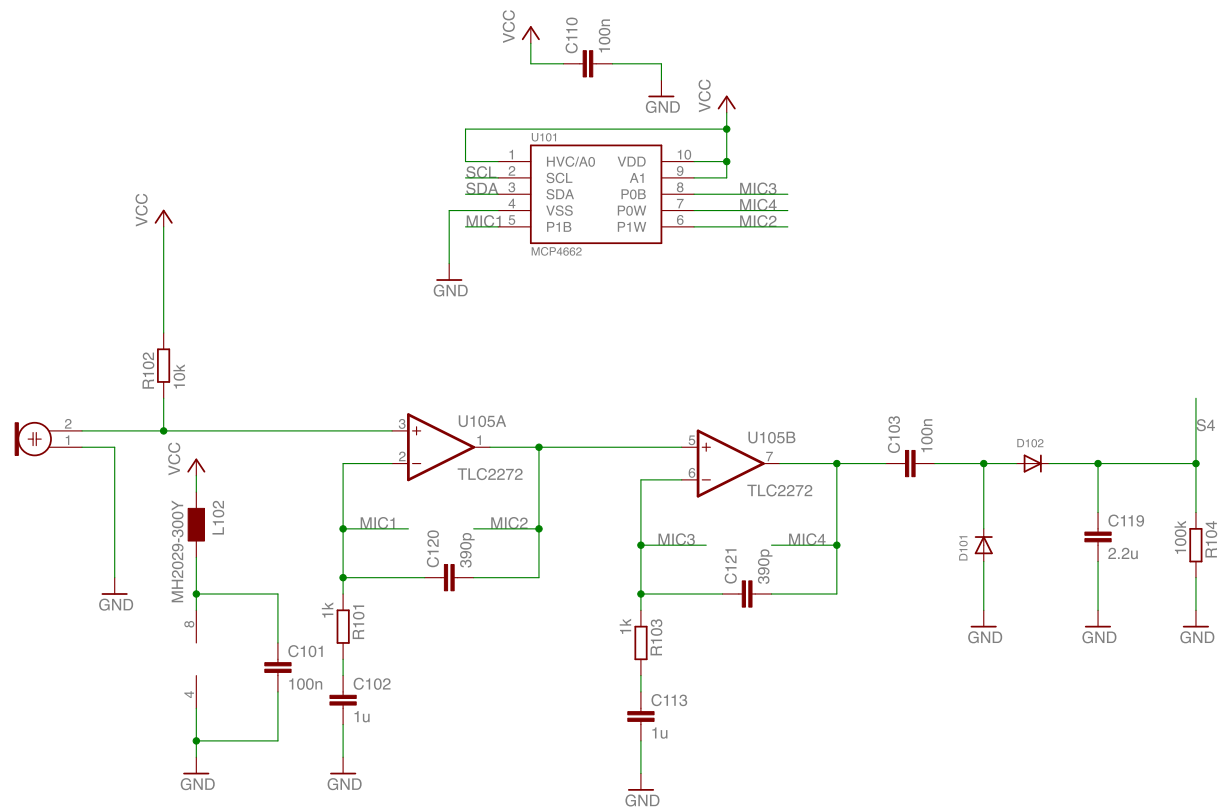 VCC
C110
100n
GND
VCC
U101
1 HVC/A0 VDD 10
SCL 2 SCL A1 9
SDA 3 SDA P0B 8 MIC3
4 VSS P0W 7 MIC4
MIC1 5 P1B P1W 6 MIC2
MCP4662
GND
VCC
R102
10k
2
1
GND
VCC
MH2029-300Y
L102
8
4
C101
100n
GND
3
2
+
−
1
U105A
TLC2272
MIC1
MIC2
C120
390p
1k
R101
C102
1u
GND
5
6
+
−
7
U105B
TLC2272
MIC3
MIC4
C121
390p
1k
R103
C113
1u
GND
C103
100n
D101
GND
D102
C119
2.2u
GND
S4
100k
R104
GND